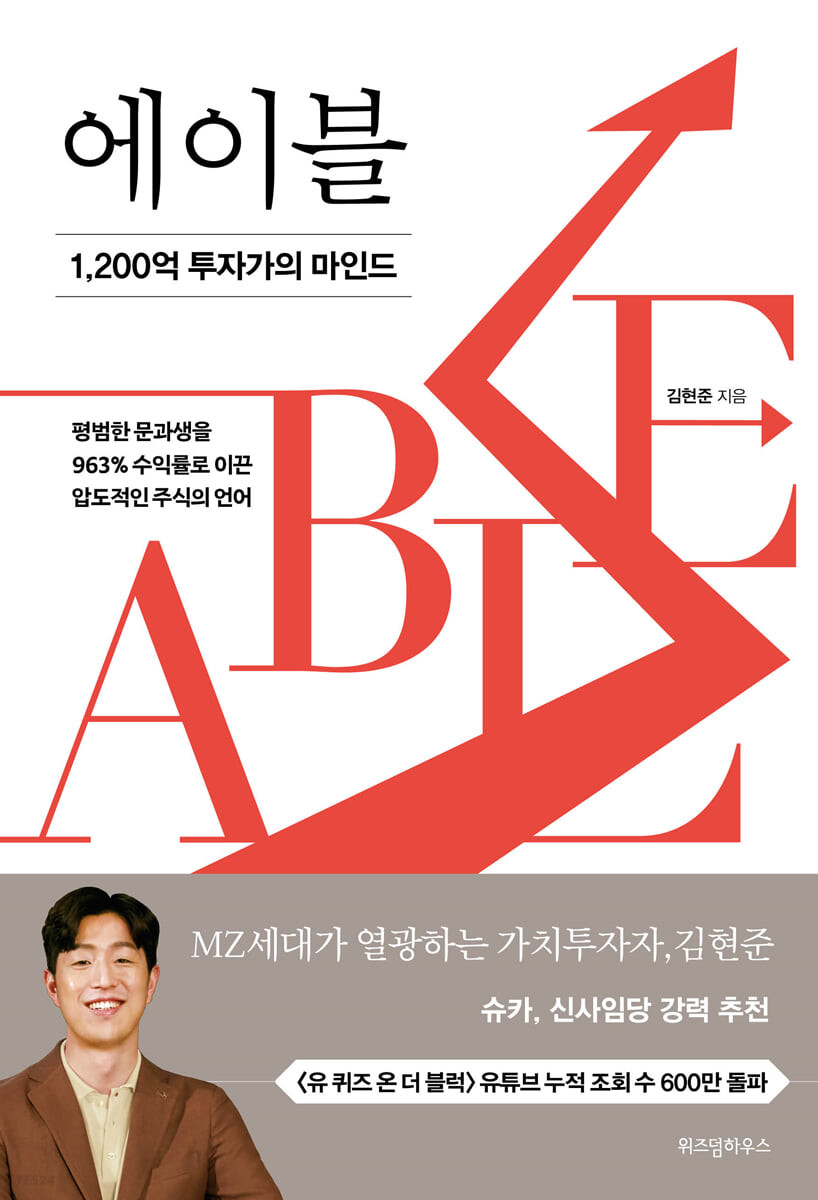 에이블
1,200억 투자가의 마인드
김현준 지음
평범한 문과생을
963% 수익률로 이끈
압도적인 주식의 언어
ABLE
MZ세대가 열광하는 가치투자자, 김현준
슈카, 신사임당 강력 추천
〈유 퀴즈 온 더 블럭〉 유튜브 누적 조회 수 600만 돌파
위즈덤하우스
YES24